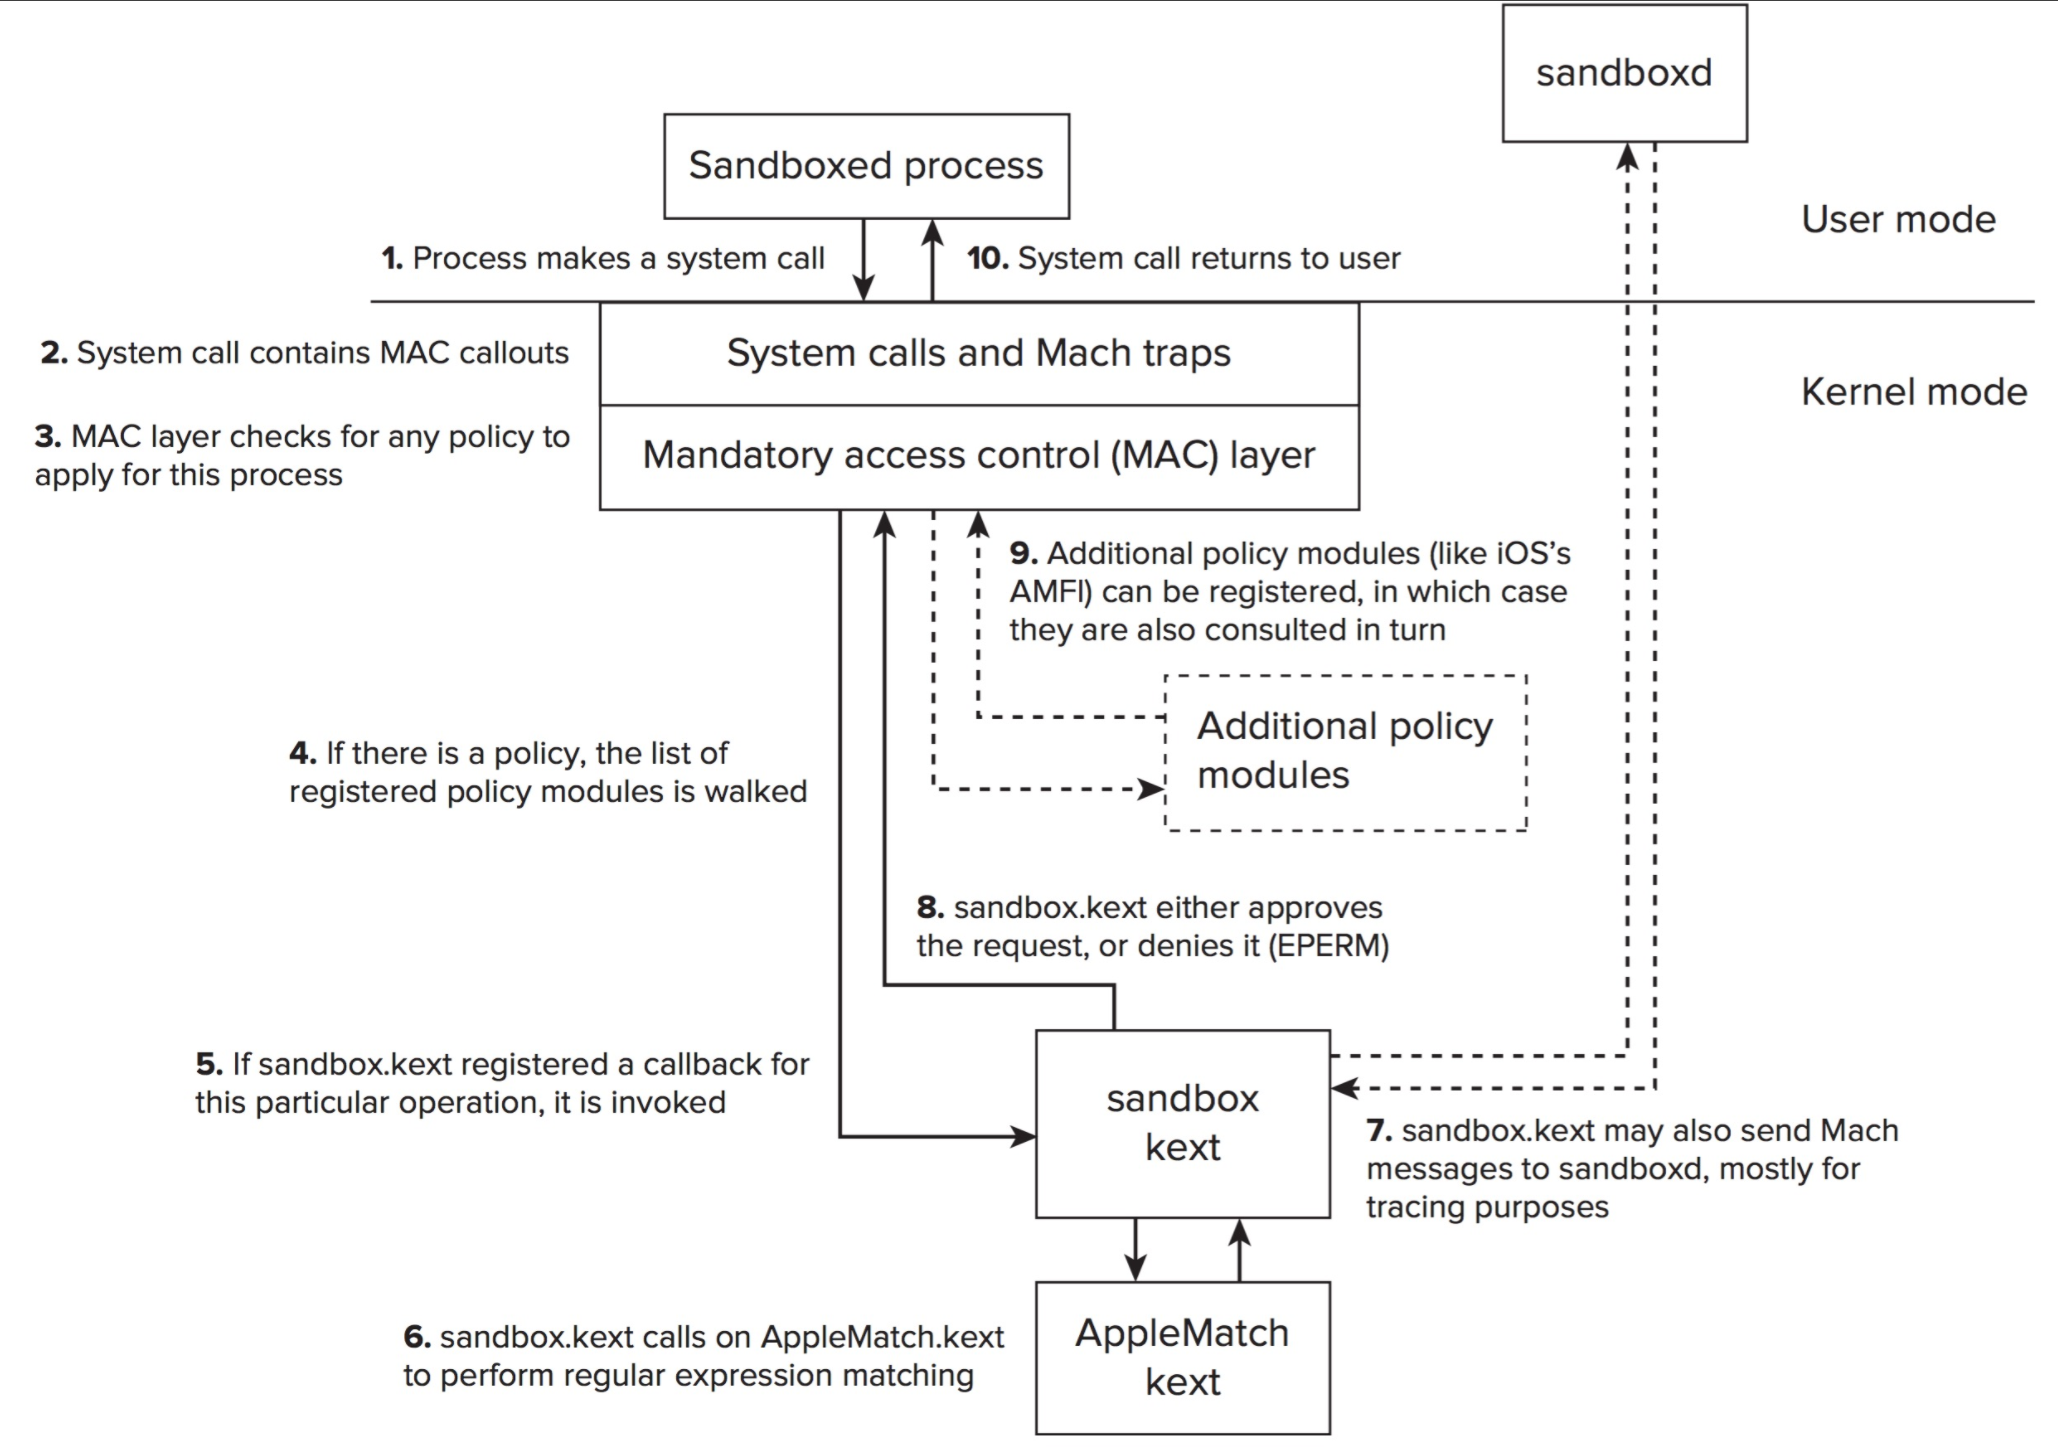 sandboxd
Sandboxed process
User mode
1. Process makes a system call
10. System call returns to user
2. System call contains MAC callouts
System calls and Mach traps
Kernel mode
3. MAC layer checks for any policy to
apply for this process
Mandatory access control (MAC) layer
9. Additional policy modules (like iOS’s
AMFI) can be registered, in which case
they are also consulted in turn
Additional policy
modules
4. If there is a policy, the list of
registered policy modules is walked
8. sandbox.kext either approves
the request, or denies it (EPERM)
5. If sandbox.kext registered a callback for
this particular operation, it is invoked
sandbox
kext
7. sandbox.kext may also send Mach
messages to sandboxd, mostly for
tracing purposes
6. sandbox.kext calls on AppleMatch.kext
to perform regular expression matching
AppleMatch
kext